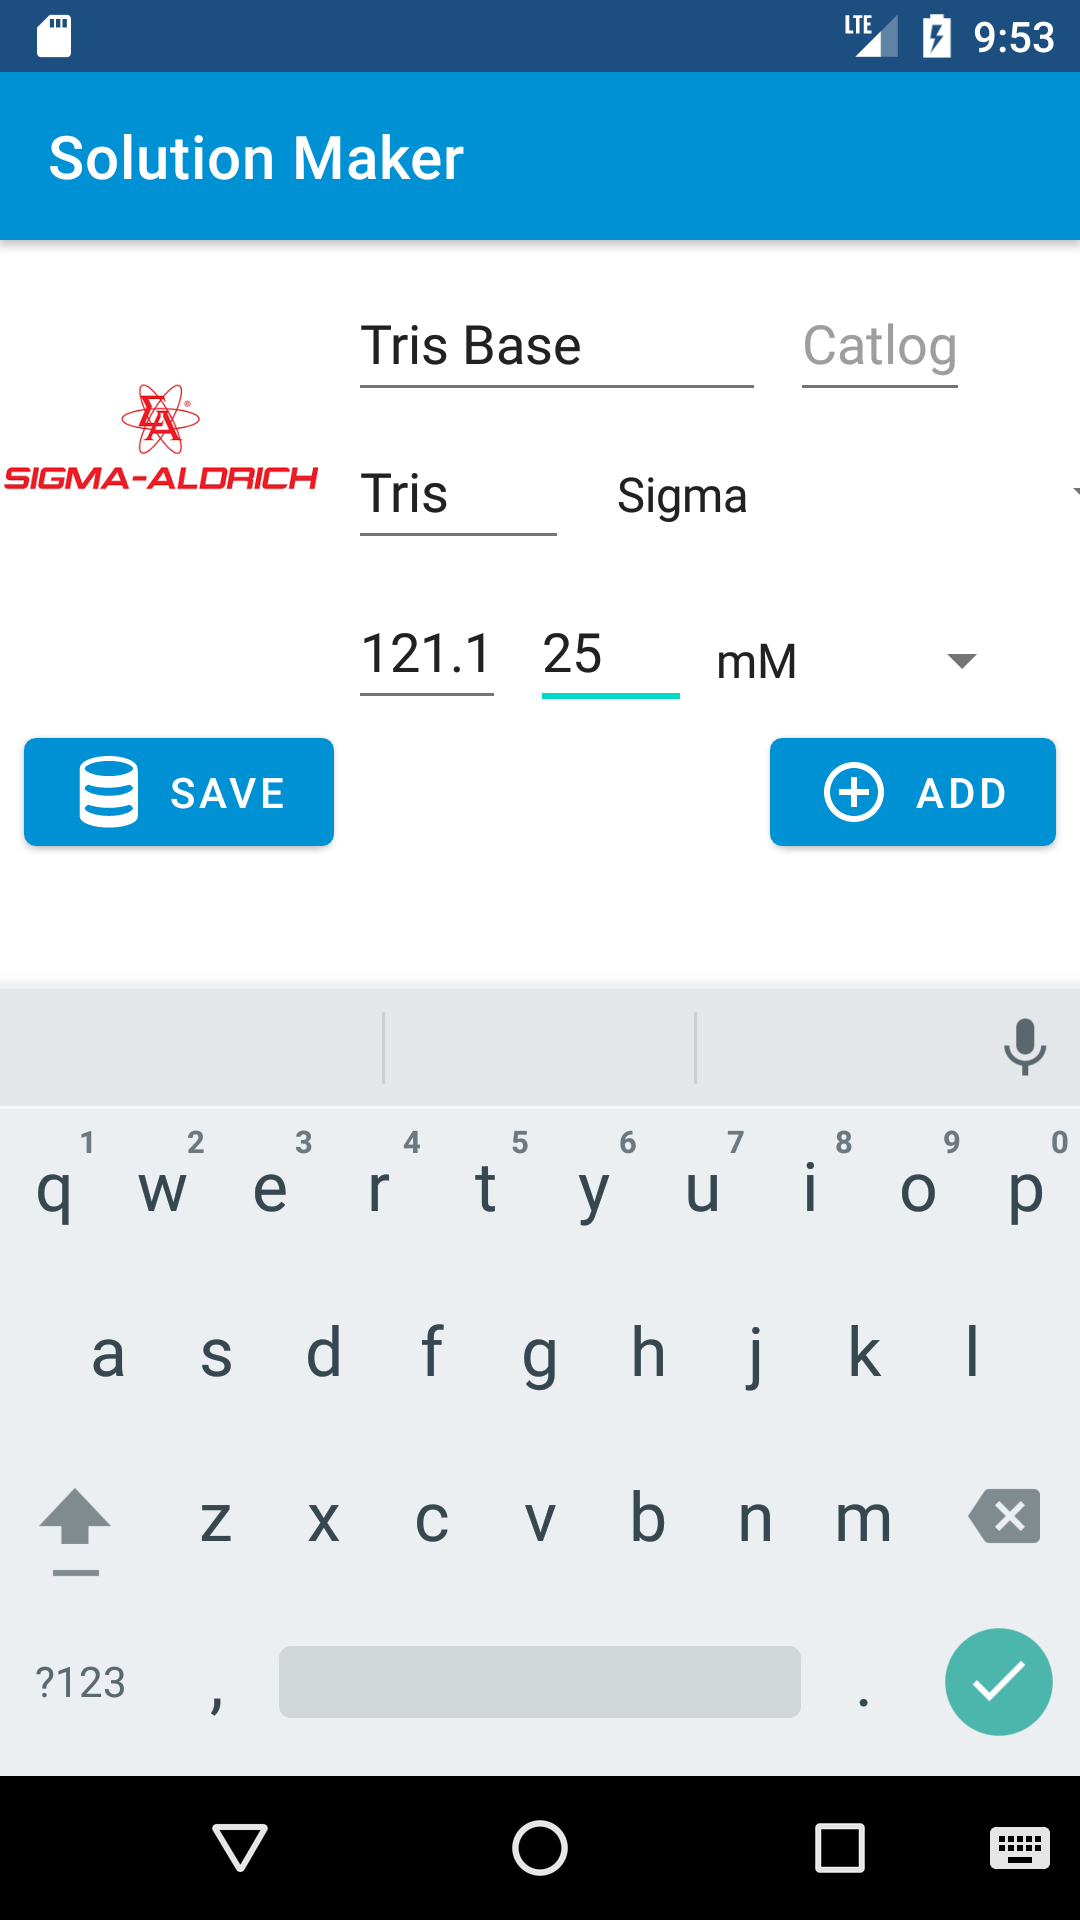 LTE 9:53
Solution Maker
Tris Base Catlog
SIGMA-ALDRICH ®
Tris Sigma
121.1 25 mM
SAVE ADD
1 2 3 4 5 6 7 8 9 0
q w e r t y u i o p
a s d f g h j k l
z x c v b n m
?123 , .